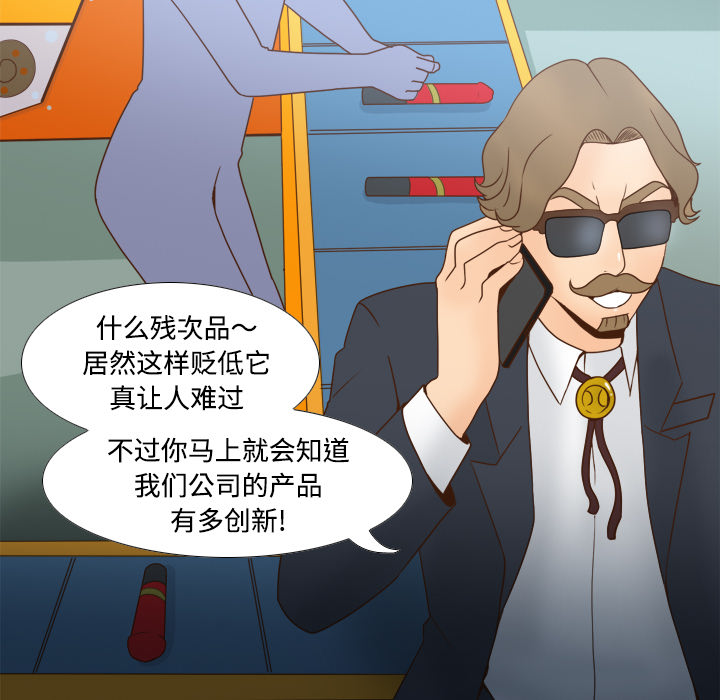 什么残次品～
居然这样贬低它
真让人难过
不过你马上就会知道
我们公司的产品
有多创新!